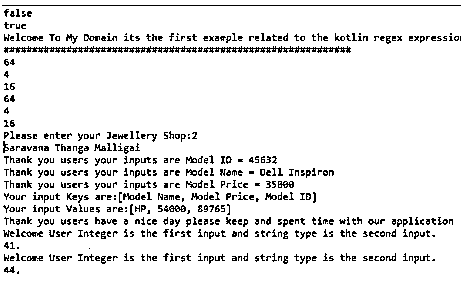 false
true
Welcome To My Domain its the first example related to the kotlin regex expressio
************************************************************
64
4
16
64
4
16
Please enter your Jewellery Shop:2
Saravana Thanga Malligai
Thank you users your inputs are Model ID = 45632
Thank you users your inputs are Model Name = Dell Inspiron
Thank you users your inputs are Model Price = 35000
Your input Keys are:[Model Name, Model Price, Model ID]
Your input Values are:[HP, 54000, 89765]
Thank you users have a nice day please keep and spent time with our application
Welcome User Integer is the first input and string type is the second input.
41.
Welcome User Integer is the first input and string type is the second input.
44.